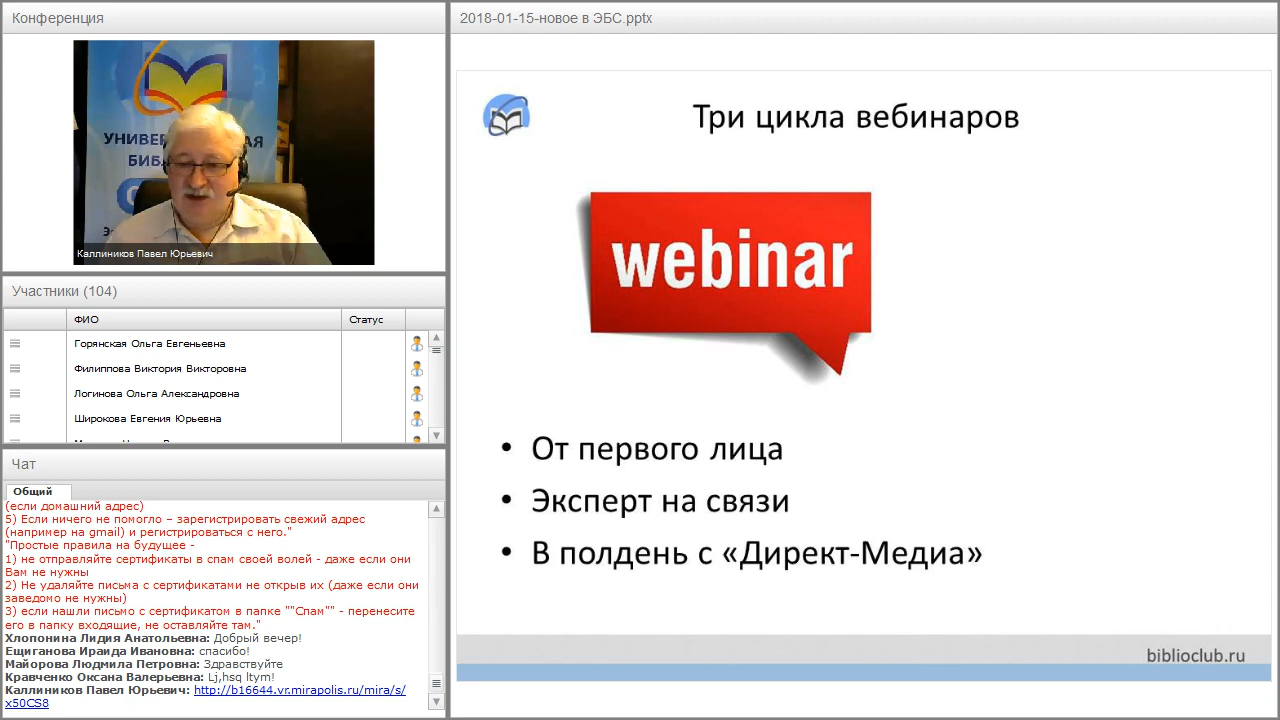 Конференция
УНИВЕР
НАЯ
БИБЛ
Каллиников Павел Юрьевич
Участники (104)
ФИО
Статус
Горянская Ольга Евгеньевна
Филиппова Виктория Викторовна
Логинова Ольга Александровна
Широкова Евгения Юрьевна
Чат
Общий
(если домашний адрес)
5) Если ничего не помогло – зарегистрировать свежий адрес
(например на gmail) и регистрироваться с него."
"Простые правила на будущее -
1) не отправляйте сертификаты в спам своей волей - даже если они
Вам не нужны
2) Не удаляйте письма с сертификатами не открыв их (даже если они
заведомо не нужны)
3) если нашли письмо с сертификатом в папке ""Спам"" - перенесите
его в папку входящие, не оставляйте там."
Хлопонина Лидия Анатольевна: Добрый вечер!
Ещиганова Ираида Ивановна: спасибо!
Майорова Людмила Петровна: Здравствуйте
Кравченко Оксана Валерьевна: Lj,hsq ltym!
Каллиников Павел Юрьевич: http://b16644.vr.mirapolis.ru/mira/s/
x50CS8
2018-01-15-новое в ЭБС.pptx
Три цикла вебинаров
webinar
• От первого лица
• Эксперт на связи
• В полдень с «Директ-Медиа»
biblioclub.ru